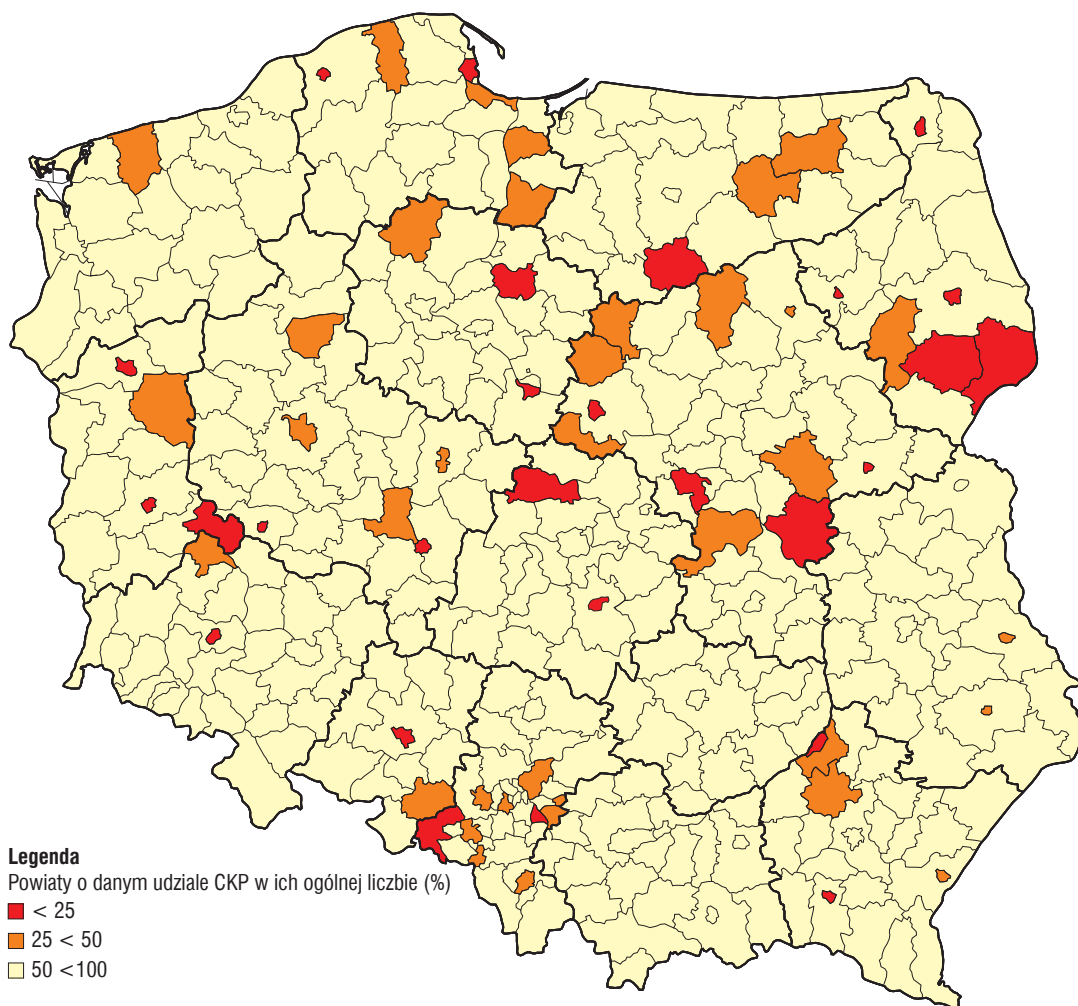 Legenda
Powiaty o danym udziale CKP w ich ogólnej liczbie (%)
< 25
25 < 50
50 <100